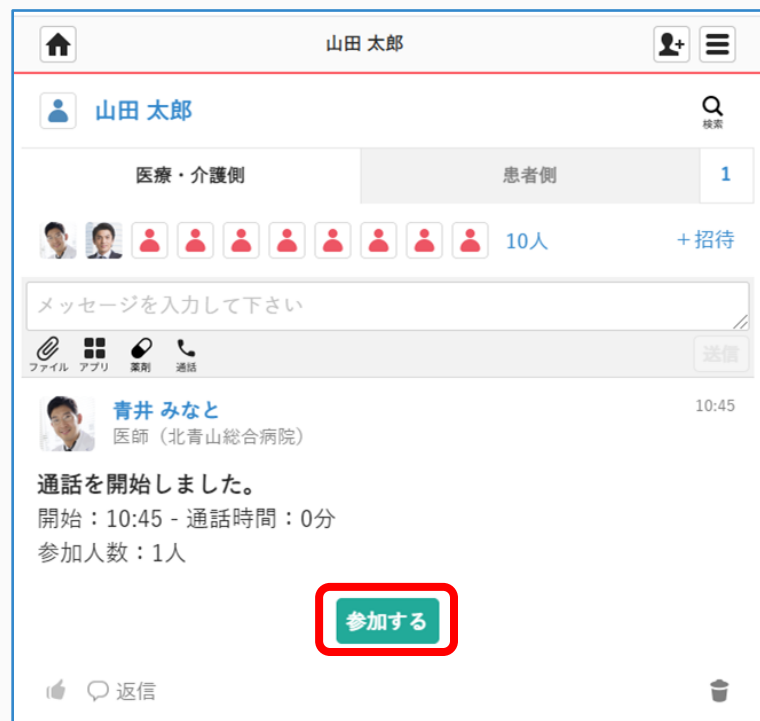 山田 太郎
山田 太郎
検索
医療・介護側 患者側 1
10人 +招待
メッセージを入力して下さい
ファイル アプリ 薬剤 通話 送信
青井 みなと 10:45
医師（北青山総合病院）
通話を開始しました。
開始：10:45 - 通話時間：0分
参加人数：1人
参加する
返信